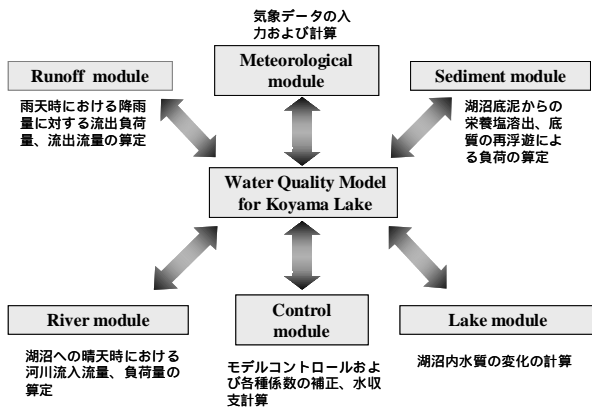 気象データの入
力および計算
Meteorological
module
Runoff module
雨天時における降雨
量に対する流出負荷
量、流出流量の算定
Sediment module
湖沼底泥からの
栄養塩溶出、底
質の再浮遊によ
る負荷の算定
Water Quality Model
for Koyama Lake
River module
湖沼への晴天時における
河川流入流量、負荷量の
算定
Control
module
モデルコントロールおよ
び各種係数の補正、水収
支計算
Lake module
湖沼内水質の変化の計算